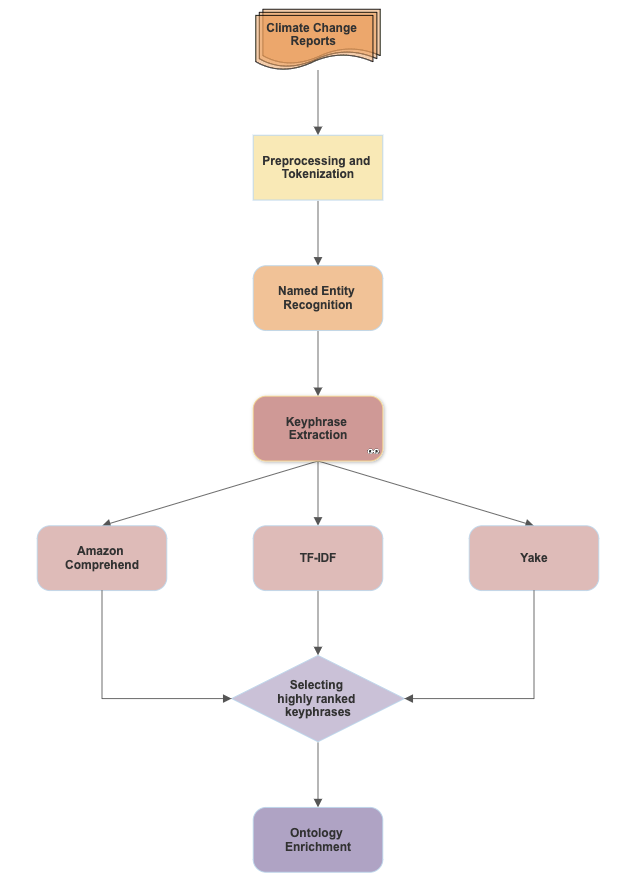 Climate Change
Reports
Preprocessing and
Tokenization
Named Entity
Recognition
Keyphrase
Extraction
Amazon
Comprehend
TF-IDF
Yake
Selecting
highly ranked
keyphrases
Ontology
Enrichment